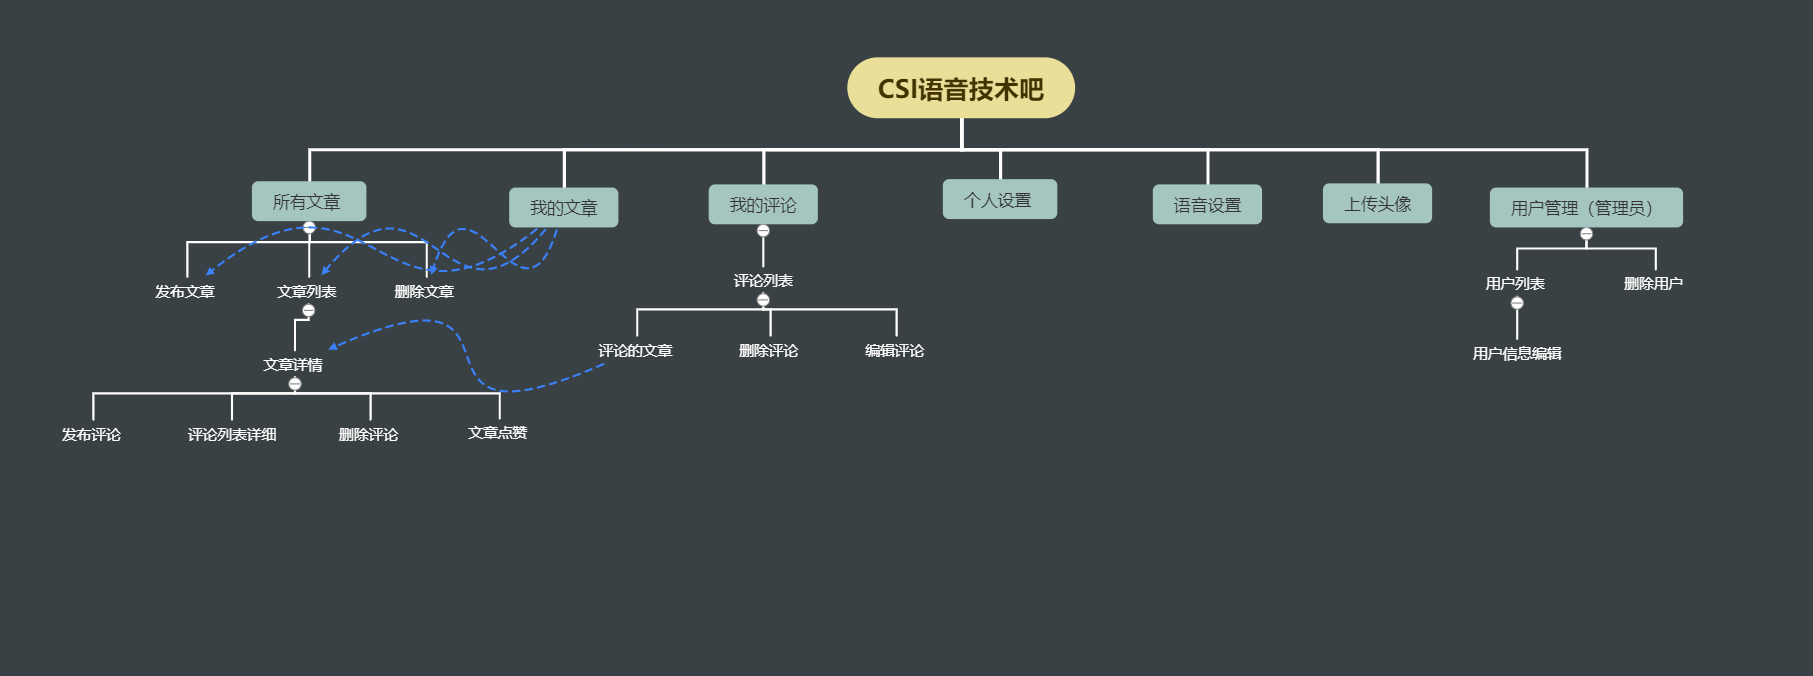 CSI语音技术吧
所有文章
我的文章
我的评论
个人设置
语音设置
上传头像
用户管理（管理员）
发布文章
文章列表
删除文章
评论列表
用户列表
删除用户
文章详情
评论的文章
删除评论
编辑评论
用户信息编辑
发布评论
评论列表详细
删除评论
文章点赞